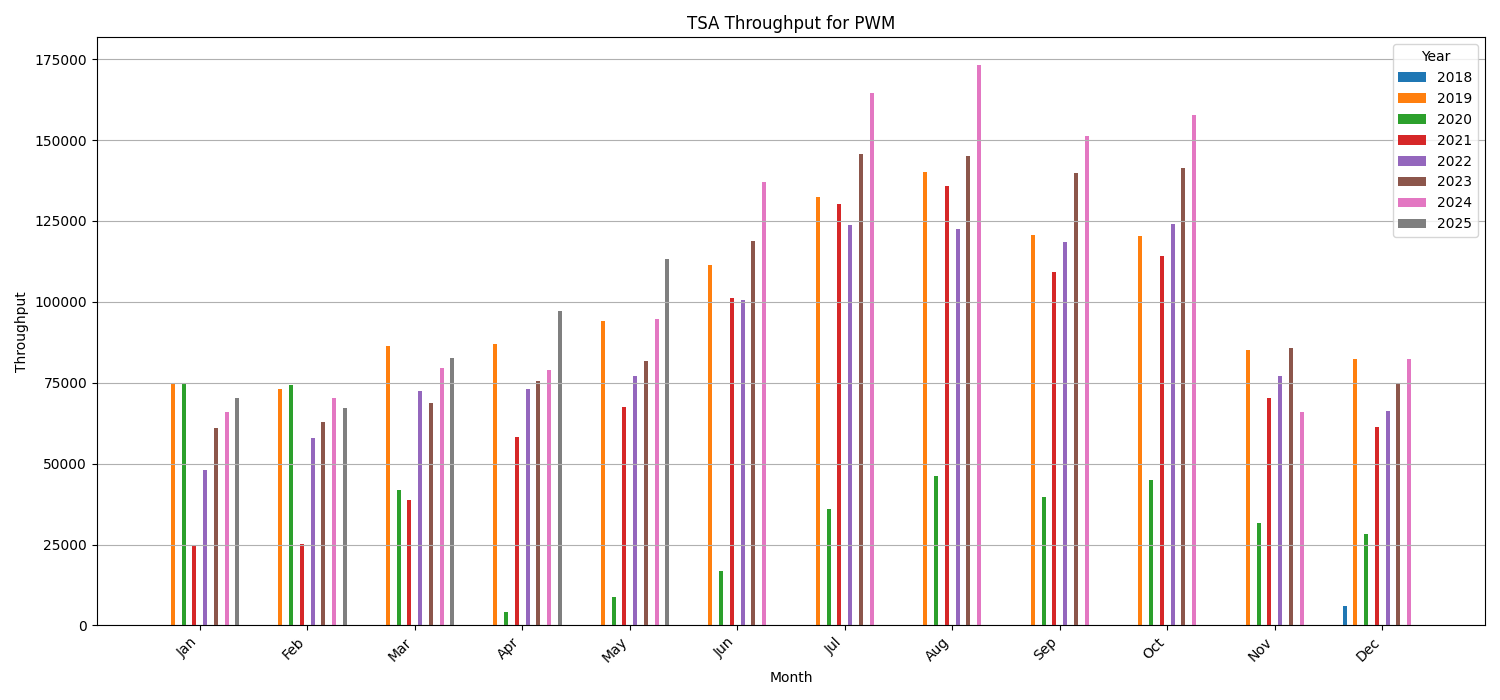 TSA Throughput for PWM
Throughput
175000
150000
125000
100000
75000
50000
25000
0
Year
2018
2019
2020
2021
2022
2023
2024
2025
Jan
Feb
Mar
Apr
May
Jun
Jul
Aug
Sep
Oct
Nov
Dec
Month